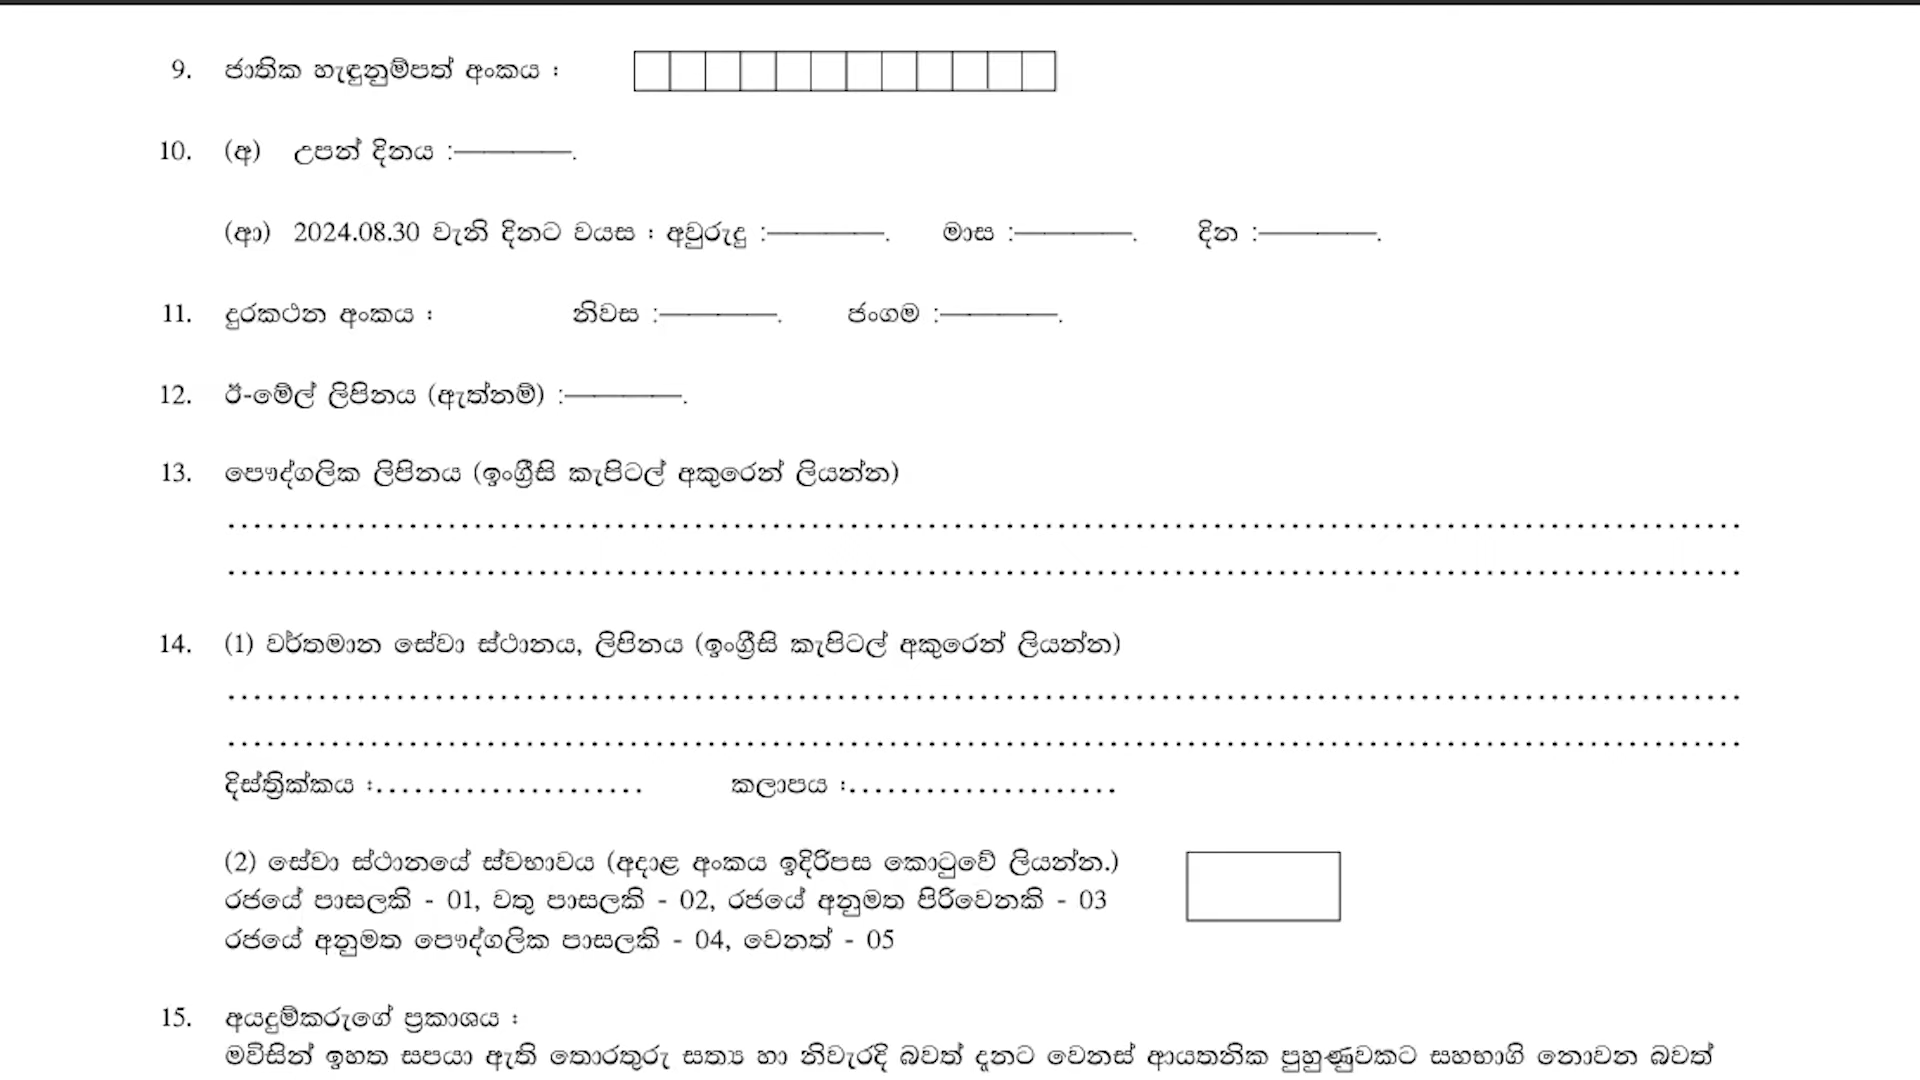 9. ජාතික හැඳුනුම්පත් අංකය :
10. (අ) උපන් දිනය :————.
(ආ) 2024.08.30 වැනි දිනට වයස : අවුරුදු :————. මාස :————. දින :————.
11. දුරකථන අංකය : නිවස :————. ජංගම :————.
12. ඊ-මේල් ලිපිනය (ඇත්නම්) :————.
13. පෞද්ගලික ලිපිනය (ඉංග්‍රීසි කැපිටල් අකුරෙන් ලියන්න)
14. (1) වර්තමාන සේවා ස්ථානය, ලිපිනය (ඉංග්‍රීසි කැපිටල් අකුරෙන් ලියන්න)
දිස්ත්‍රික්කය :..................... කලාපය :.....................
(2) සේවා ස්ථානයේ ස්වභාවය (අදාළ අංකය ඉදිරිපස කොටුවේ ලියන්න.)
රජයේ පාසලකි - 01, වතු පාසලකි - 02, රජයේ අනුමත පිරිවෙනකි - 03
රජයේ අනුමත පෞද්ගලික පාසලකි - 04, වෙනත් - 05
15. අයදුම්කරුගේ ප්‍රකාශය :
මවිසින් ඉහත සපයා ඇති තොරතුරු සත්‍ය හා නිවැරදි බවත් දැනට වෙනස් ආයතනික පුහුණුවකට සහභාගි නොවන බවත්